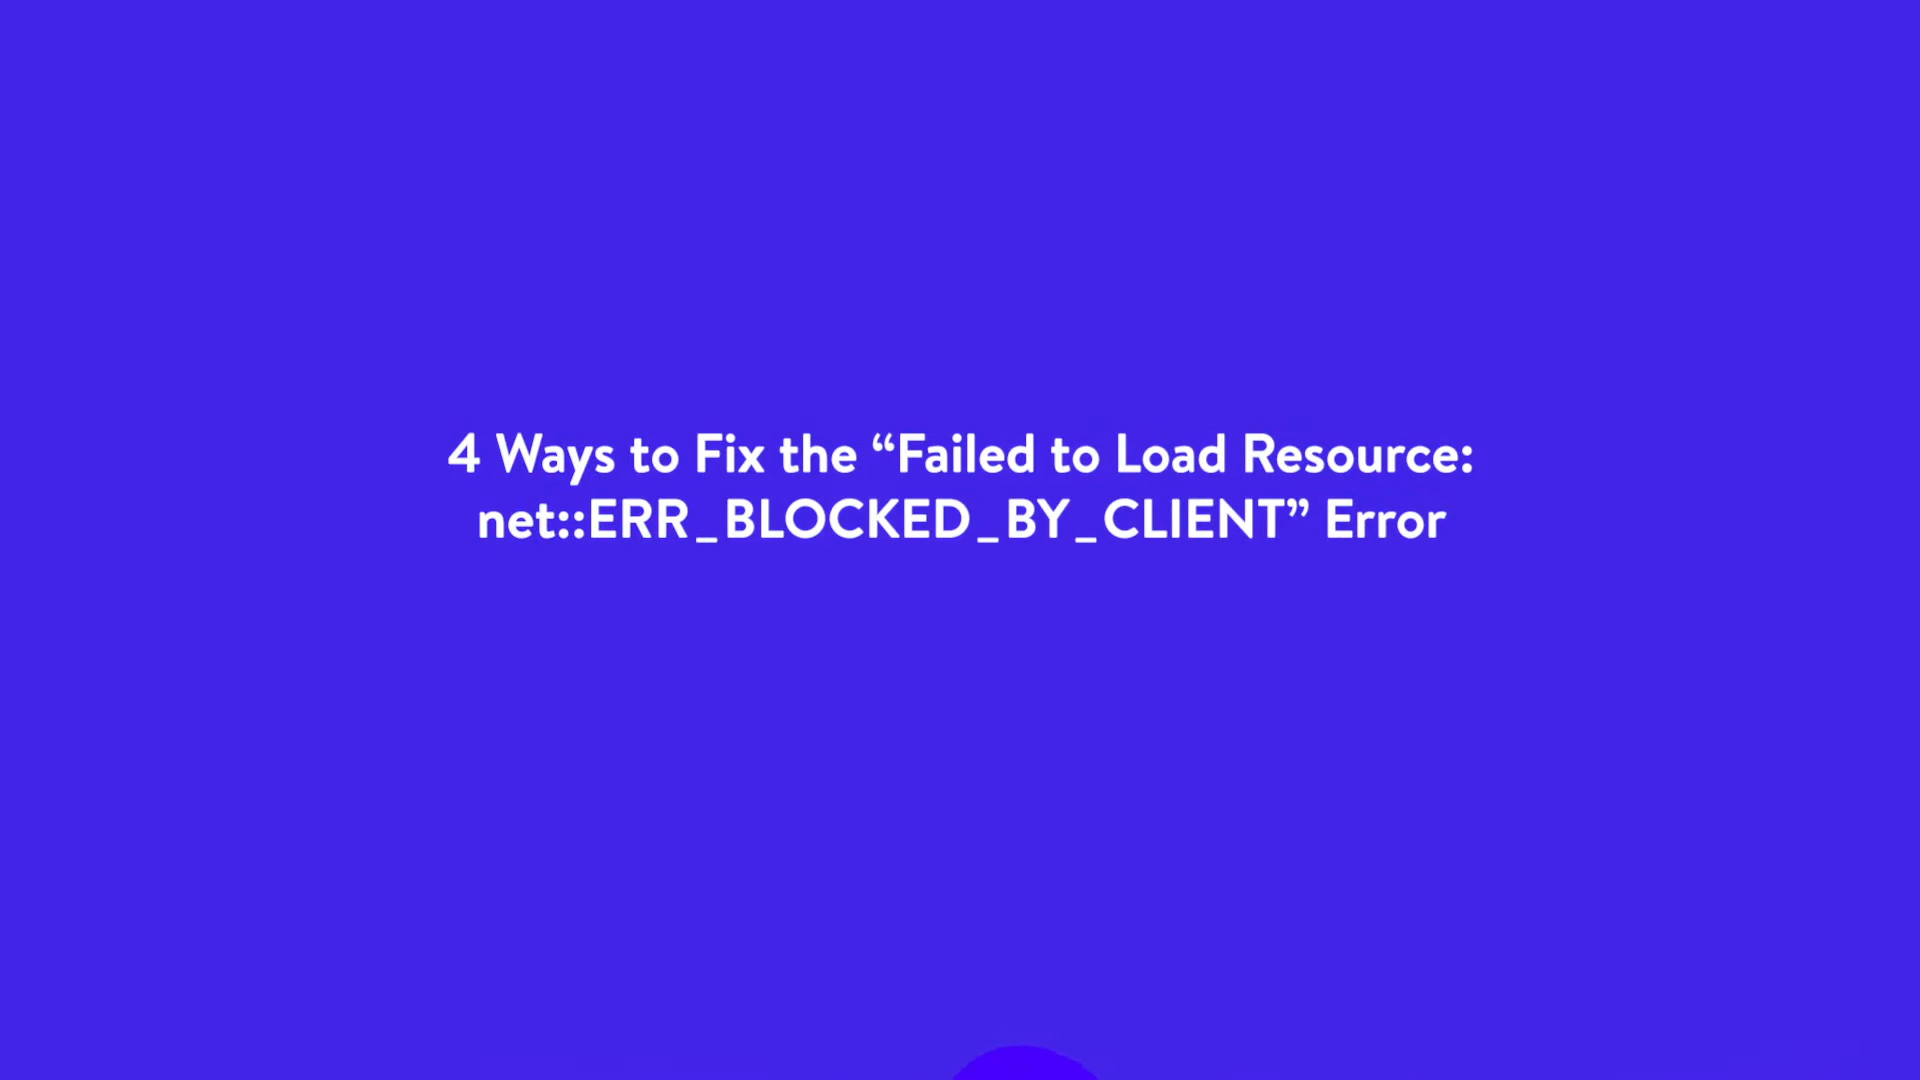 4 Ways to Fix the “Failed to Load Resource:
net::ERR_BLOCKED_BY_CLIENT” Error